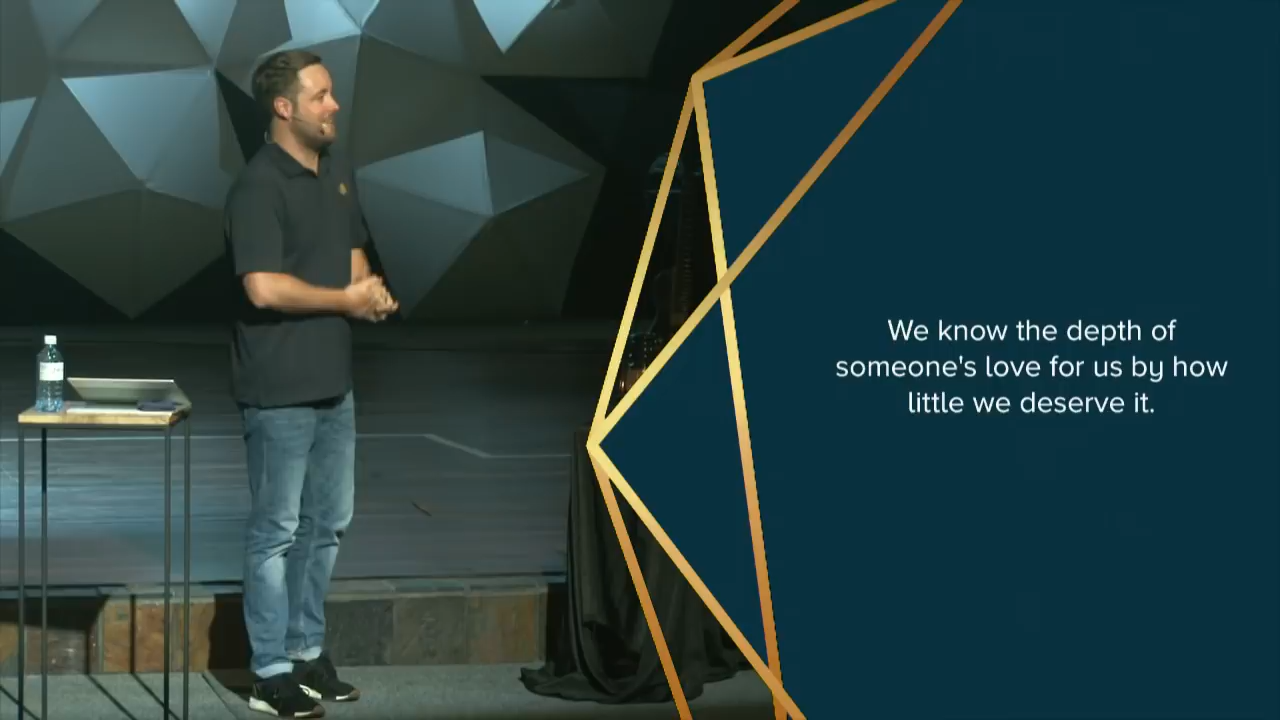 We know the depth of
someone's love for us by how
little we deserve it.